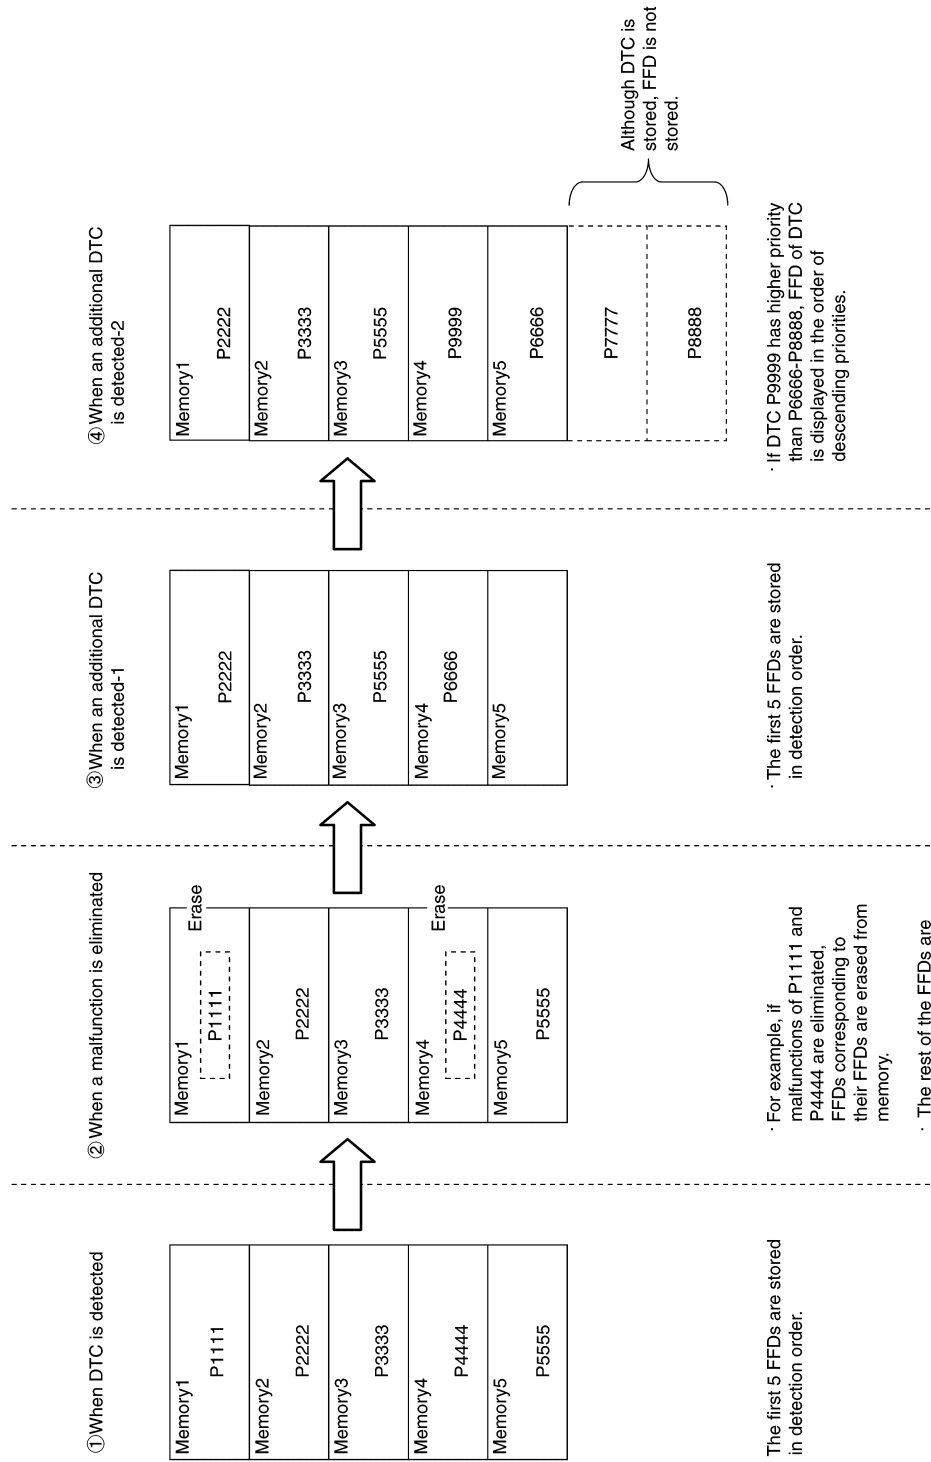 ①When DTC is detected
Memory1
P1111
Memory2
P2222
Memory3
P3333
Memory4
P4444
Memory5
P5555
The first 5 FFDs are stored
in detection order.
② When a malfunction is eliminated
Memory1
Erase
P1111
Memory2
P2222
Memory3
P3333
Memory4
Erase
P4444
Memory5
P5555
· For example, if
malfunctions of P1111 and
P4444 are eliminated,
FFDs corresponding to
their FFDs are erased from
memory.
· The rest of the FFDs are
③When an additional DTC
is detected-1
Memory1
P2222
Memory2
P3333
Memory3
P5555
Memory4
P6666
Memory5
· The first 5 FFDs are stored
in detection order.
④ When an additional DTC
is detected-2
Memory1
P2222
Memory2
P3333
Memory3
P5555
Memory4
P9999
Memory5
P6666
P7777
P8888
Although DTC is
stored, FFD is not
stored.
· If DTC P9999 has higher priority
than P6666-P8888, FFD of DTC
is displayed in the order of
descending priorities.